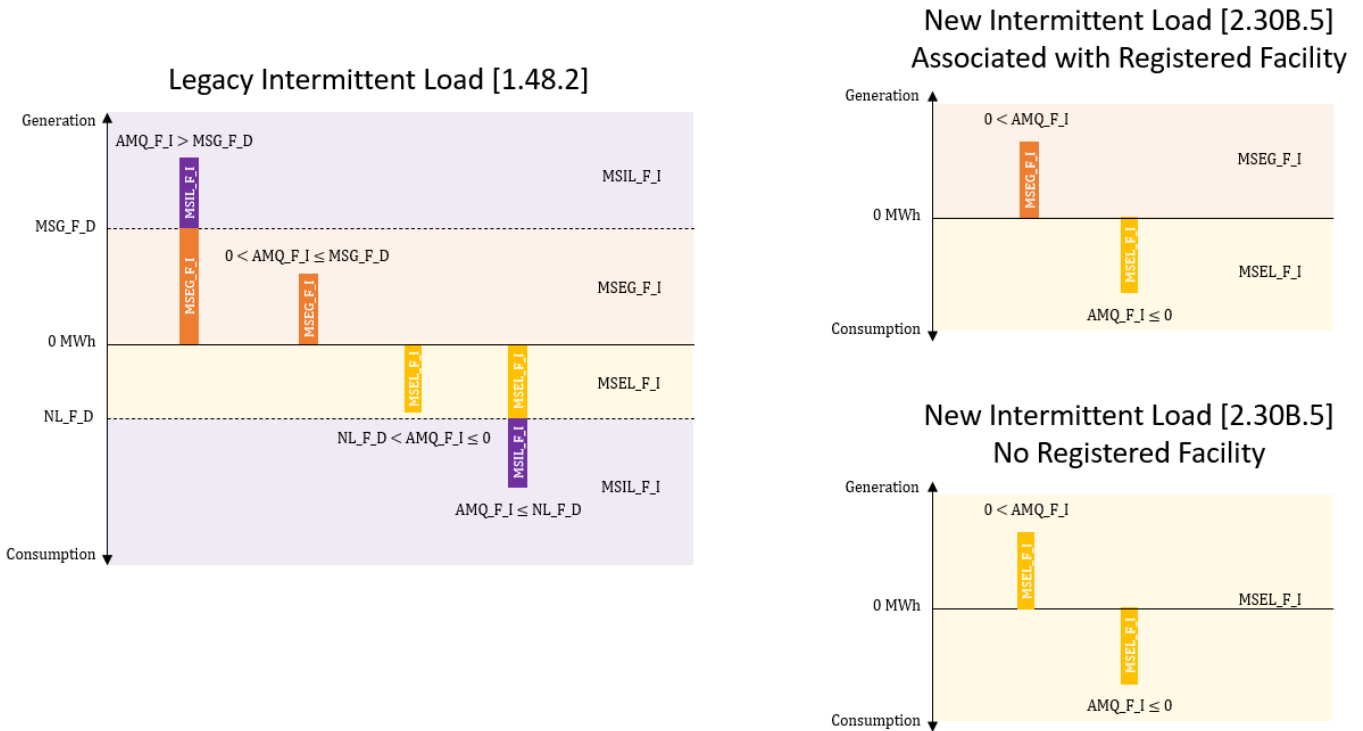 Legacy Intermittent Load [1.48.2]
Generation
AMQ_F_I > MSG_F_D
MSIL_F_I
MSIL_F_I
MSG_F_D
0 < AMQ_F_I ≤ MSG_F_D
MSEG_F_I
MSEG_F_I
MSEG_F_I
0 MWh
MSEL_F_I
MSEL_F_I
MSEL_F_I
NL_F_D
NL_F_D < AMQ_F_I ≤ 0
MSIL_F_I
MSIL_F_I
AMQ_F_I ≤ NL_F_D
Consumption
New Intermittent Load [2.30B.5]
Associated with Registered Facility
Generation
0 < AMQ_F_I
MSEG_F_I
MSEG_F_I
0 MWh
MSEL_F_I
MSEL_F_I
AMQ_F_I ≤ 0
Consumption
New Intermittent Load [2.30B.5]
No Registered Facility
Generation
0 < AMQ_F_I
MSEL_F_I
MSEL_F_I
0 MWh
MSEL_F_I
AMQ_F_I ≤ 0
Consumption